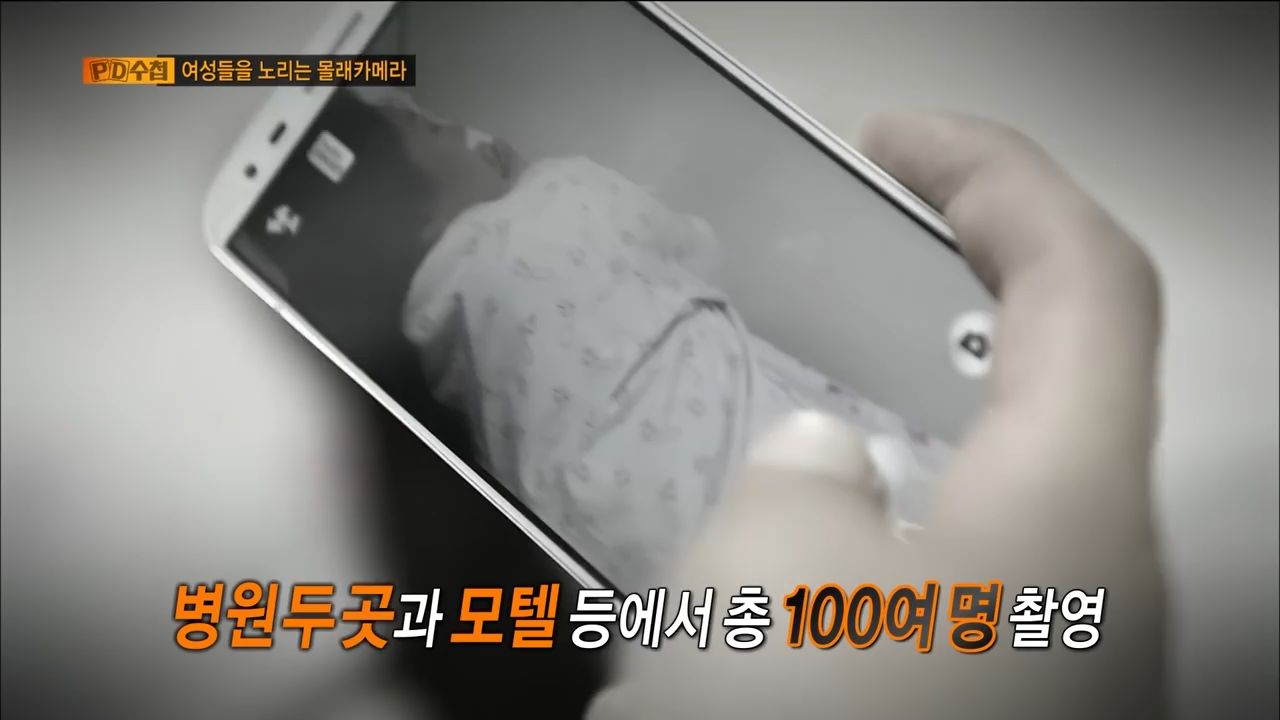 PD수첩 여성들을 노리는 몰래카메라
병원 두 곳과 모텔 등에서 총 100여 명 촬영